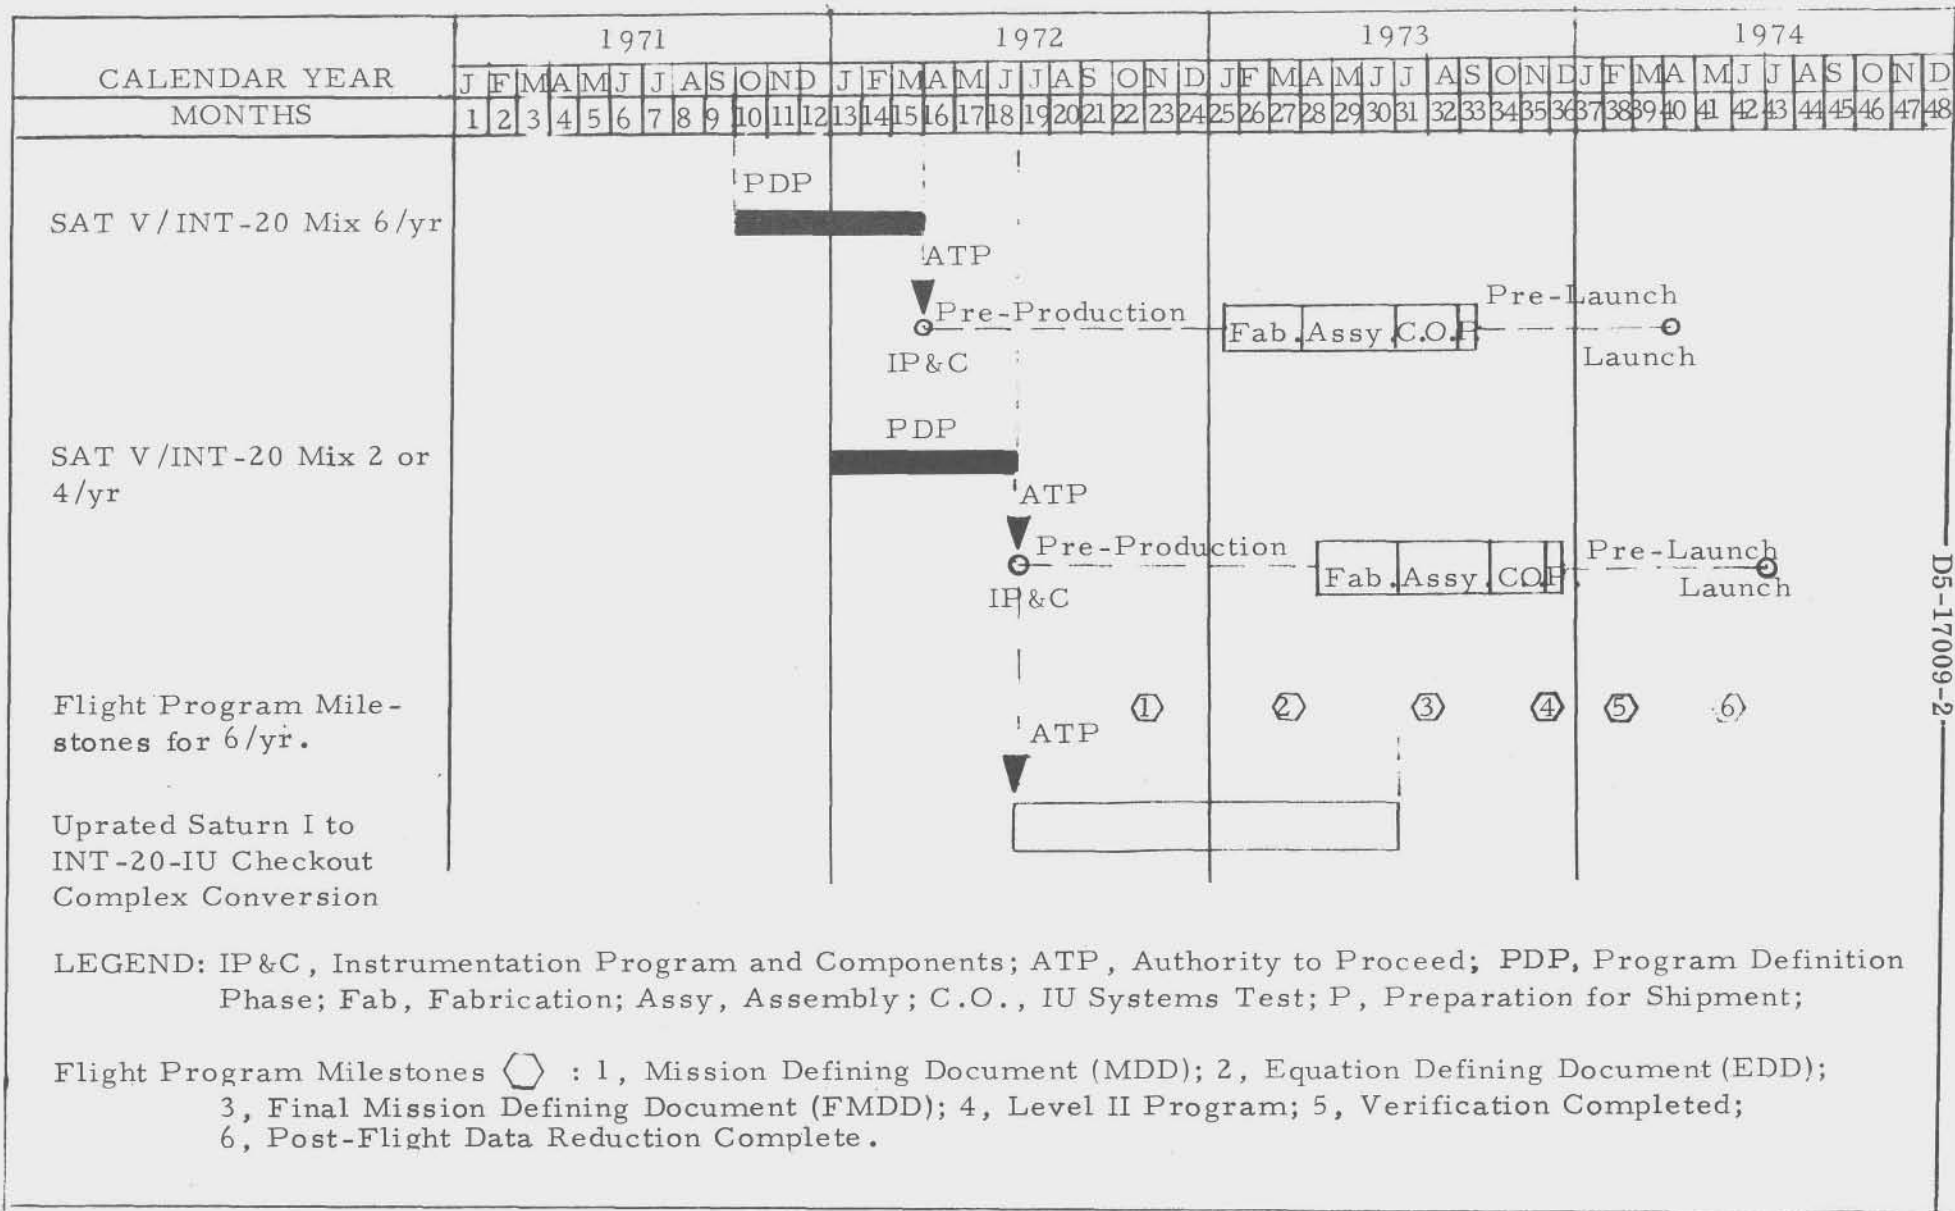 1971 1972 1973 1974
CALENDAR YEAR J F M A M J J A S O N D J F M A M J J A S O N D J F M A M J J A S O N D J F M A M J J A S O N D
MONTHS 1 2 3 4 5 6 7 8 9 10 11 12 13 14 15 16 17 18 19 20 21 22 23 24 25 26 27 28 29 30 31 32 33 34 35 36 37 38 39 40 41 42 43 44 45 46 47 48
PDP
SAT V/INT-20 Mix 6/yr
ATP
Pre-Production Pre-Launch
Fab. Assy. C.O. P.
IP&C Launch
PDP
SAT V/INT-20 Mix 2 or
4/yr
ATP
Pre-Production Pre-Launch
Fab. Assy. CO. P
IP&C Launch
Flight Program Mile-
stones for 6/yr.
1 2 3 4 5 6
ATP
Uprated Saturn I to
INT-20-IU Checkout
Complex Conversion
LEGEND: IP&C, Instrumentation Program and Components; ATP, Authority to Proceed; PDP, Program Definition
Phase; Fab, Fabrication; Assy, Assembly; C.O., IU Systems Test; P, Preparation for Shipment;
Flight Program Milestones : 1, Mission Defining Document (MDD); 2, Equation Defining Document (EDD);
3, Final Mission Defining Document (FMDD); 4, Level II Program; 5, Verification Completed;
6, Post-Flight Data Reduction Complete.
D5-17009-2